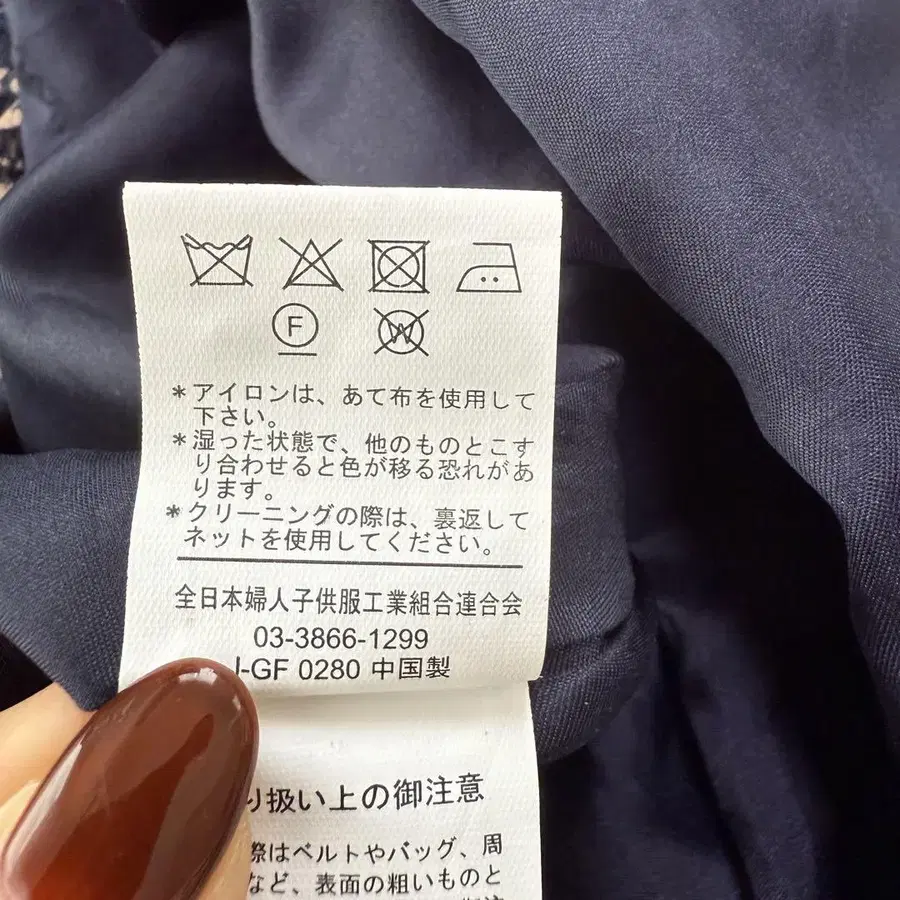 F W
*アイロンは、あて布を使用して
下さい。
*湿った状態で、他のものとこす
り合わせると色が移る恐れがあ
ります。
*クリーニングの際は、裏返して
ネットを使用してください。
全日本婦人子供服工業組合連合会
03-3866-1299
-GF 0280 中国製
り扱い上の御注意
際はベルトやバッグ、周
など、表面の粗いものと